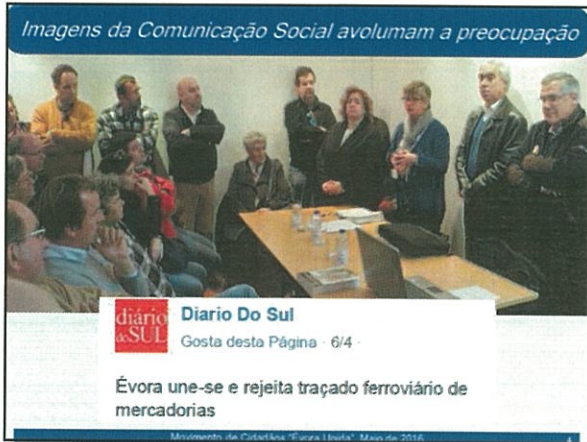 Imagens da Comunicação Social avolumam a preocupação
diário
do SUL
Diario Do Sul
Gosta desta Página · 6/4 ·
Évora une-se e rejeita traçado ferroviário de
mercadorias
Movimento de Cidadãos "Évora Unida", Maio de 2016